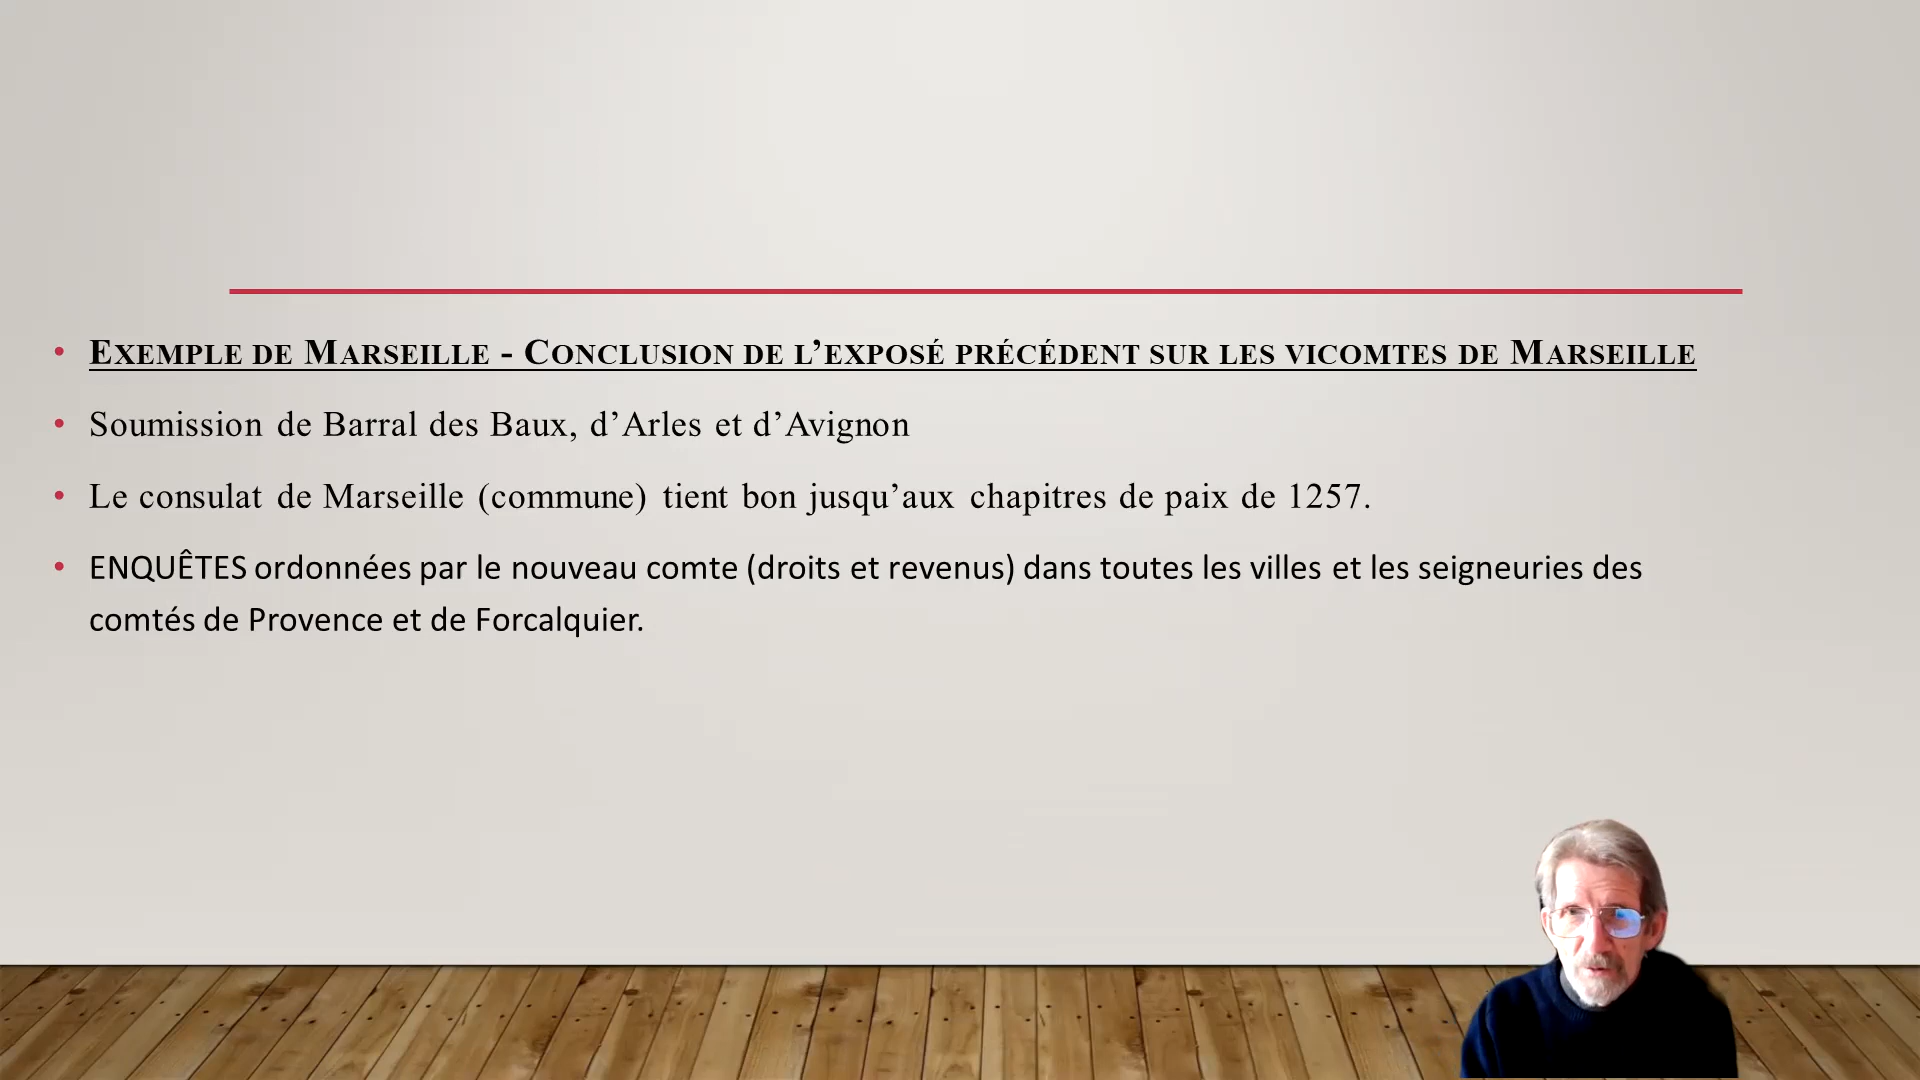 Exemple de Marseille - Conclusion de l’exposé précédent sur les vicomtes de Marseille
Soumission de Barral des Baux, d’Arles et d’Avignon
Le consulat de Marseille (commune) tient bon jusqu’aux chapitres de paix de 1257.
ENQUÊTES ordonnées par le nouveau comte (droits et revenus) dans toutes les villes et les seigneuries des
comtés de Provence et de Forcalquier.